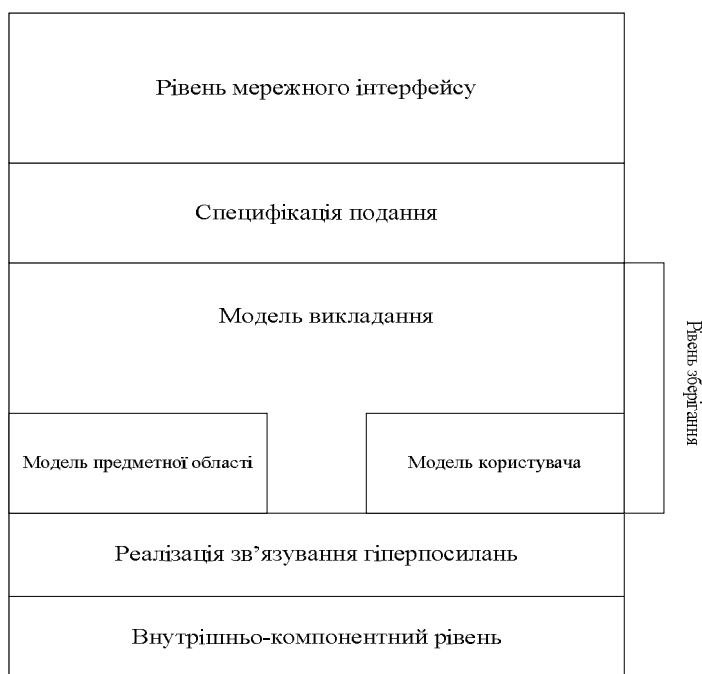 Рівень мережного інтерфейсу
Специфікація подання
Модель викладання
Рівень зберігання
Модель предметної області
Модель користувача
Реалізація зв’язування гіперпосилань
Внутрішньо-компонентний рівень